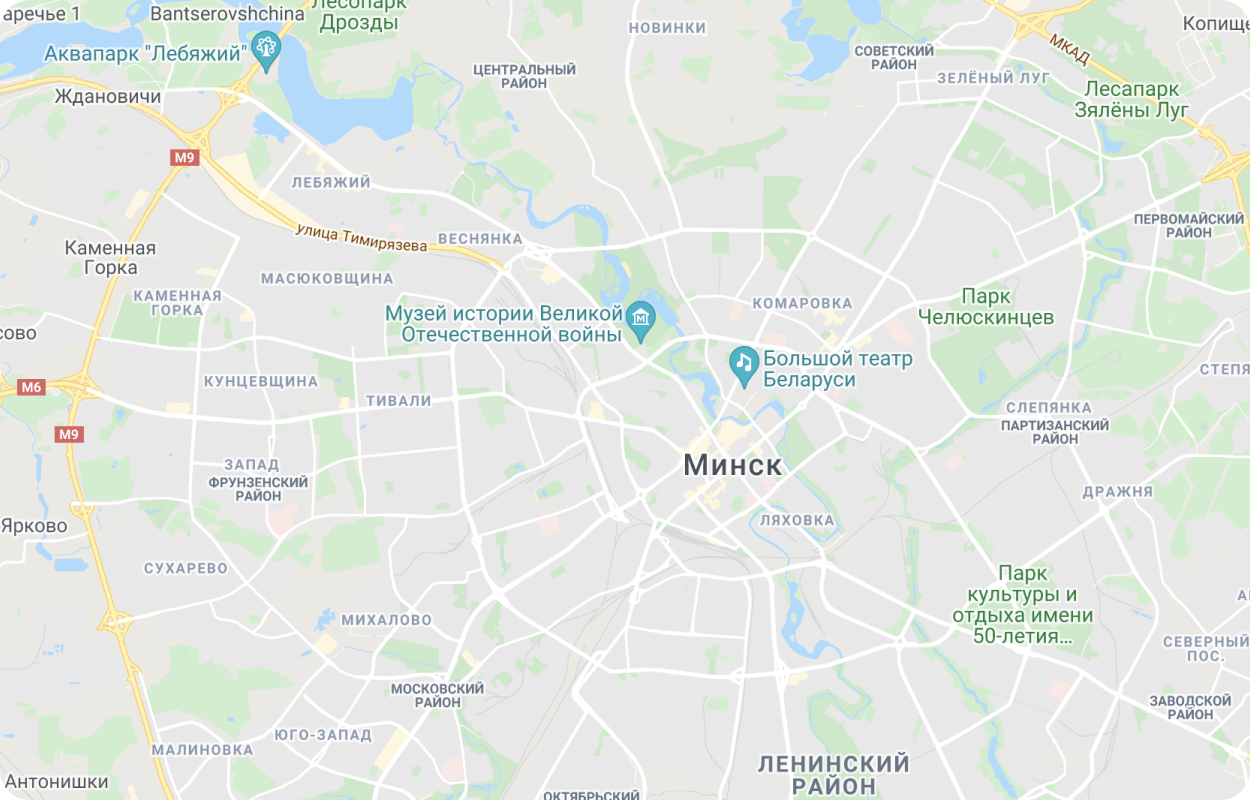 аречье 1
Bantserovshchina
Лесопарк
Дрозды
НОВИНКИ
Копище
Аквапарк "Лебяжий"
СОВЕТСКИЙ
РАЙОН
МКАД
ЦЕНТРАЛЬНЫЙ
РАЙОН
ЗЕЛЁНЫЙ ЛУГ
Ждановичи
Лесапарк
Зялёны Луг
M9
ЛЕБЯЖИЙ
ПЕРВОМАЙСКИЙ
РАЙОН
улица Тимирязева
ВЕСНЯНКА
Каменная
Горка
МАСЮКОВЩИНА
КАМЕННАЯ
ГОРКА
Парк
Челюскинцев
КОМАРОВКА
Музей истории Великой
Отечественной войны
сово
Большой театр
Беларуси
СТЕПЯ
M6
КУНЦЕВЩИНА
ТИВАЛИ
СЛЕПЯНКА
ПАРТИЗАНСКИЙ
РАЙОН
M9
Минск
ЗАПАД
ФРУНЗЕНСКИЙ
РАЙОН
ДРАЖНЯ
Ярково
ЛЯХОВКА
СУХАРЕВО
Парк
культуры и
отдыха имени
50-летия...
МИХАЛОВО
СЕВЕРНЫЙ
ПОС.
МОСКОВСКИЙ
РАЙОН
ЗАВОДСКОЙ
РАЙОН
ЮГО-ЗАПАД
МАЛИНОВКА
ЛЕНИНСКИЙ
РАЙОН
Антонишки
ОКТЯБРЬСКИЙ